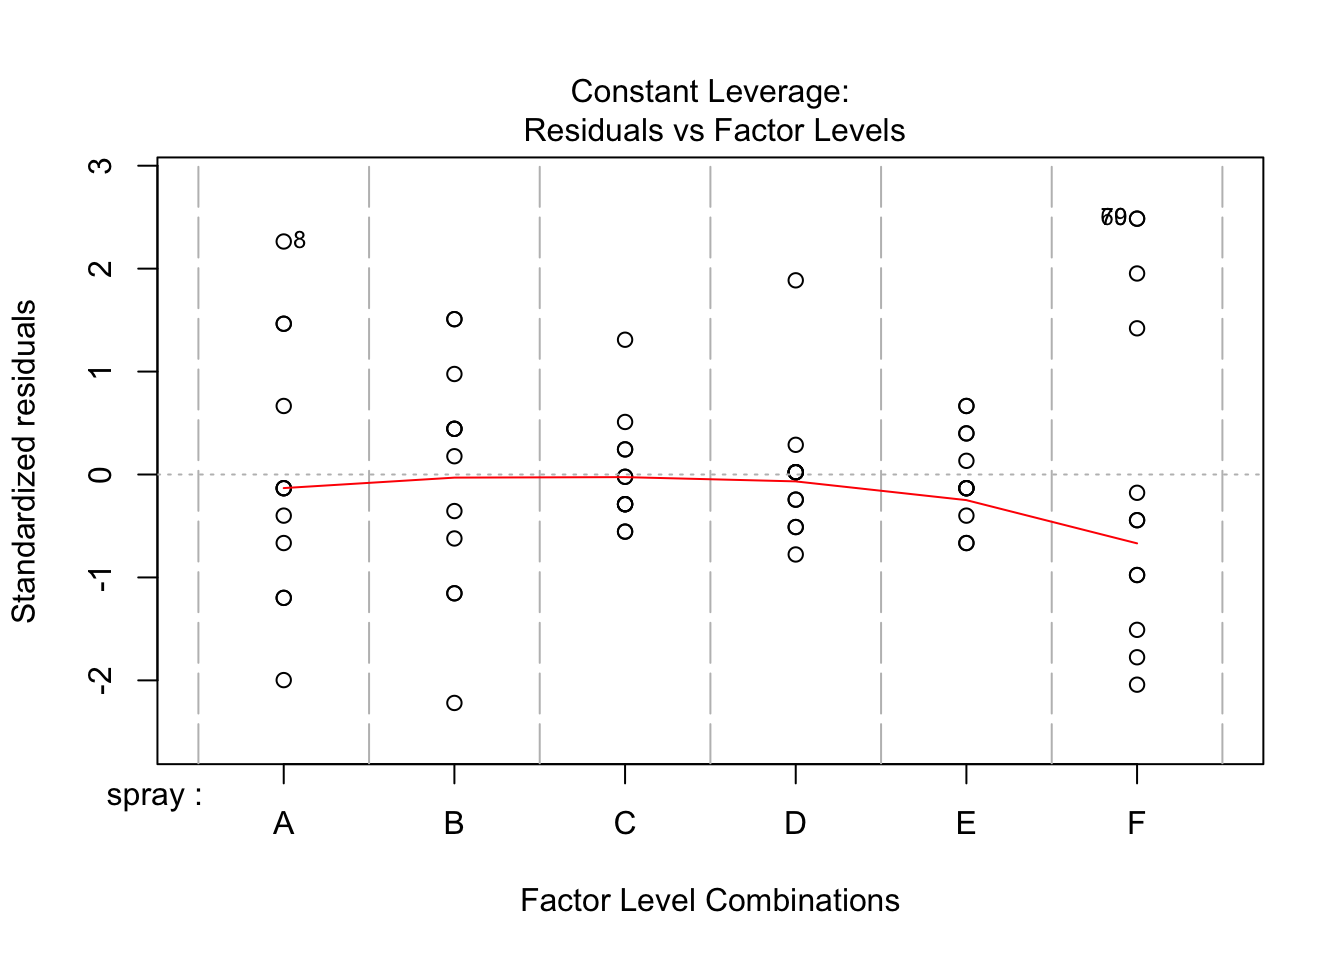 Constant Leverage:
Residuals vs Factor Levels
Standardized residuals
3
2
1
0
-1
-2
8
spray :
A B C D E F
Factor Level Combinations